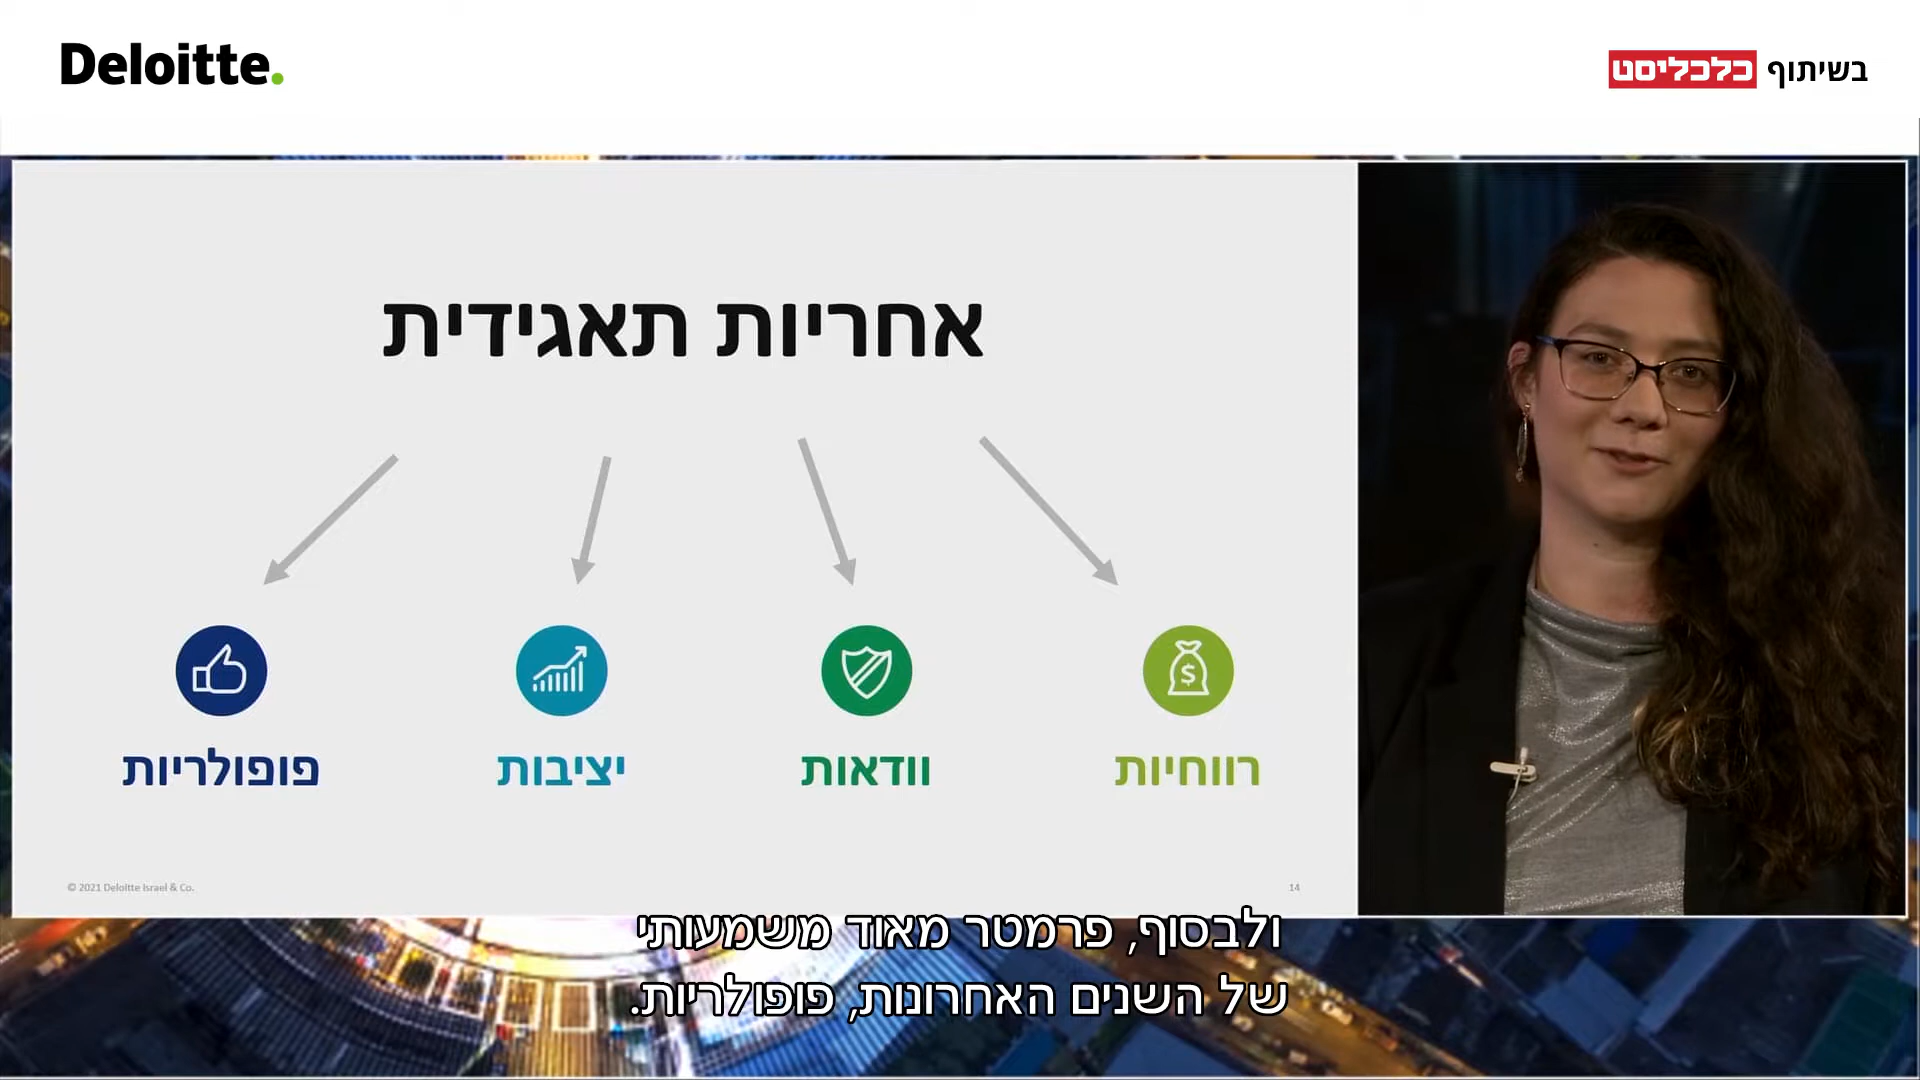 Deloitte.
בשיתוף כלכליסט
אחריות תאגידית
רווחיות
וודאות
יציבות
פופולריות
© 2021 Deloitte Israel & Co.
14
ולבסוף, פרמטר מאוד משמעותי
של השנים האחרונות, פופולריות.